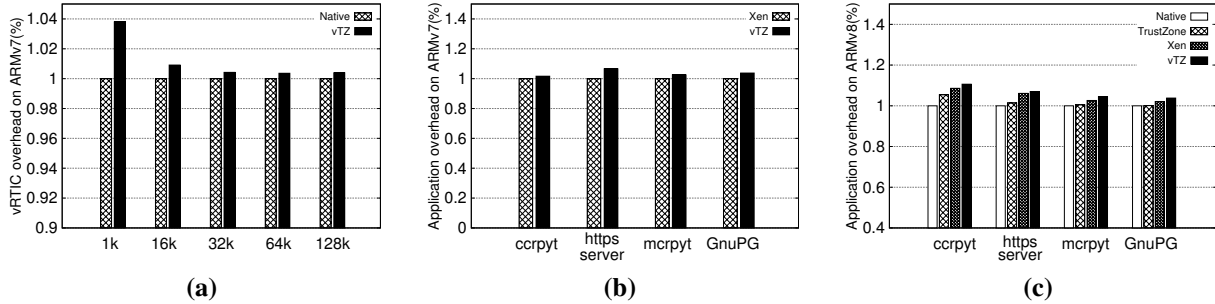 vRTIC overhead on ARMv7(%)
1.04
1.02
1
0.98
0.96
0.94
0.92
0.9
Native
vTZ
1k 16k 32k 64k 128k
(a)
Application overhead on ARMv7(%)
1.4
1.2
1
0.8
0.6
0.4
0.2
0
Xen
vTZ
ccrpyt https server mcrpyt GnuPG
(b)
Application overhead on ARMv8(%)
1.4
1.2
1
0.8
0.6
0.4
Native
TrustZone
Xen
vTZ
ccrpyt https server mcrpyt GnuPG
(c)